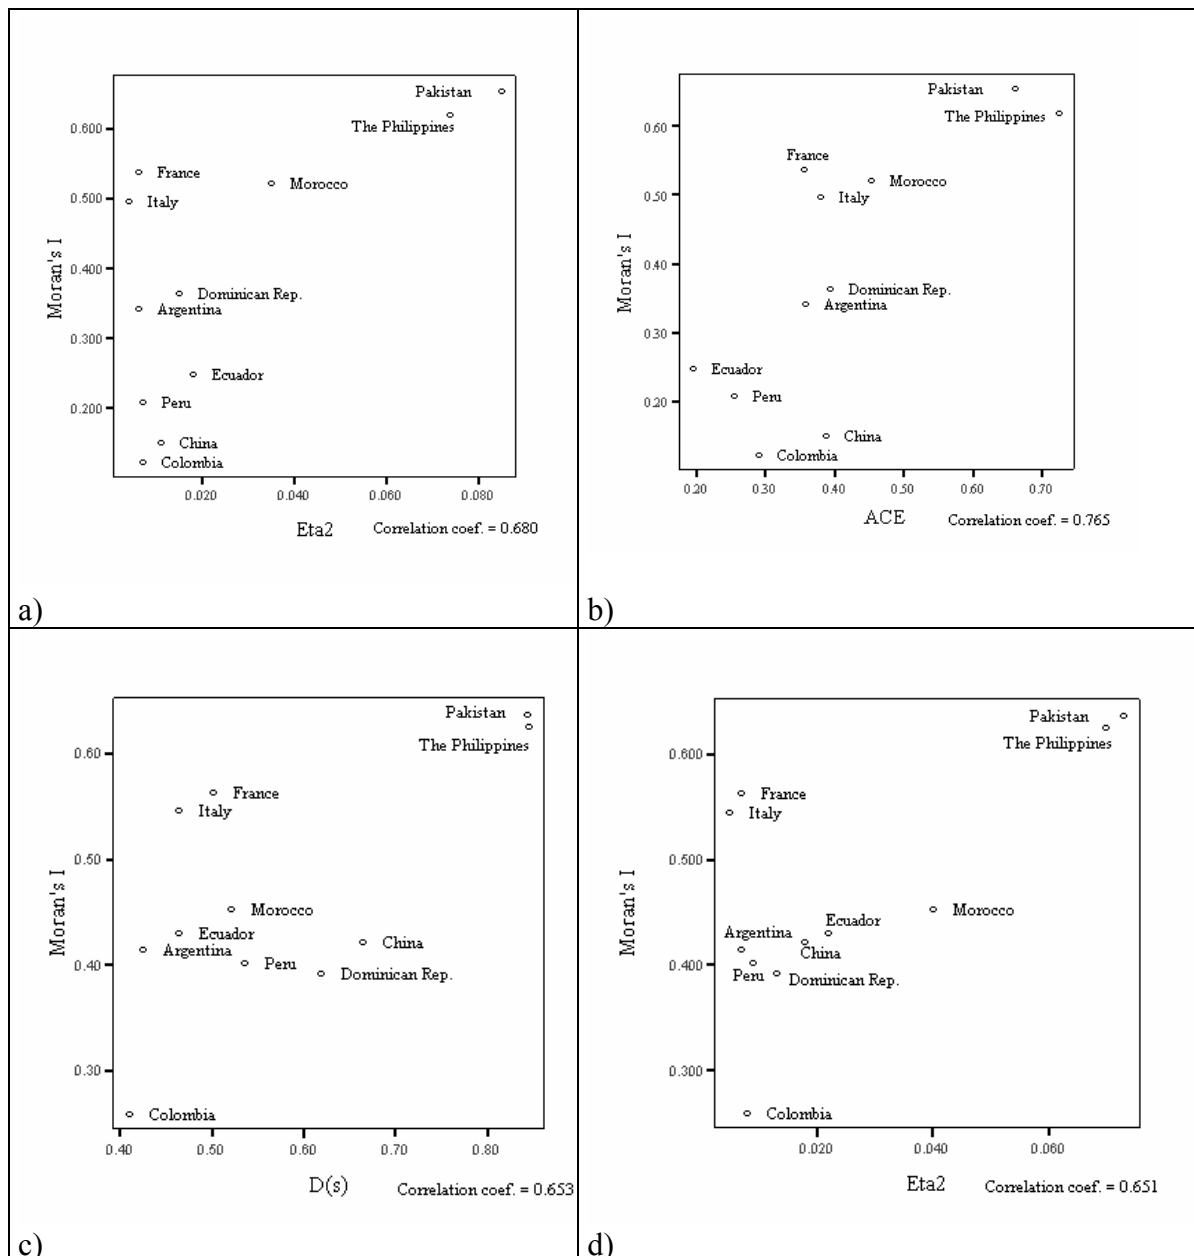 Pakistan
The Philippines
0.600
France
Morocco
0.500
Italy
Moran's I
0.400
Dominican Rep.
Argentina
0.300
Ecuador
0.200
Peru
China
Colombia
0.020 0.040 0.060 0.080
Eta2 Correlation coef. = 0.680
a)
Pakistan
The Philippines
0.60
France
Morocco
0.50
Italy
Moran's I
0.40
Dominican Rep.
Argentina
0.30
Ecuador
0.20
Peru
China
Colombia
0.20 0.30 0.40 0.50 0.60 0.70
ACE Correlation coef. = 0.765
b)
Pakistan
The Philippines
0.60
France
Italy
0.50
Moran's I
Morocco
Ecuador
China
Argentina
0.40
Peru
Dominican Rep.
0.30
Colombia
0.40 0.50 0.60 0.70 0.80
D(s) Correlation coef. = 0.653
c)
Pakistan
The Philippines
0.600
France
Italy
0.500
Moran's I
Morocco
Ecuador
Argentina
China
0.400
Peru
Dominican Rep.
0.300
Colombia
0.020 0.040 0.060
Eta2 Correlation coef. = 0.651
d)